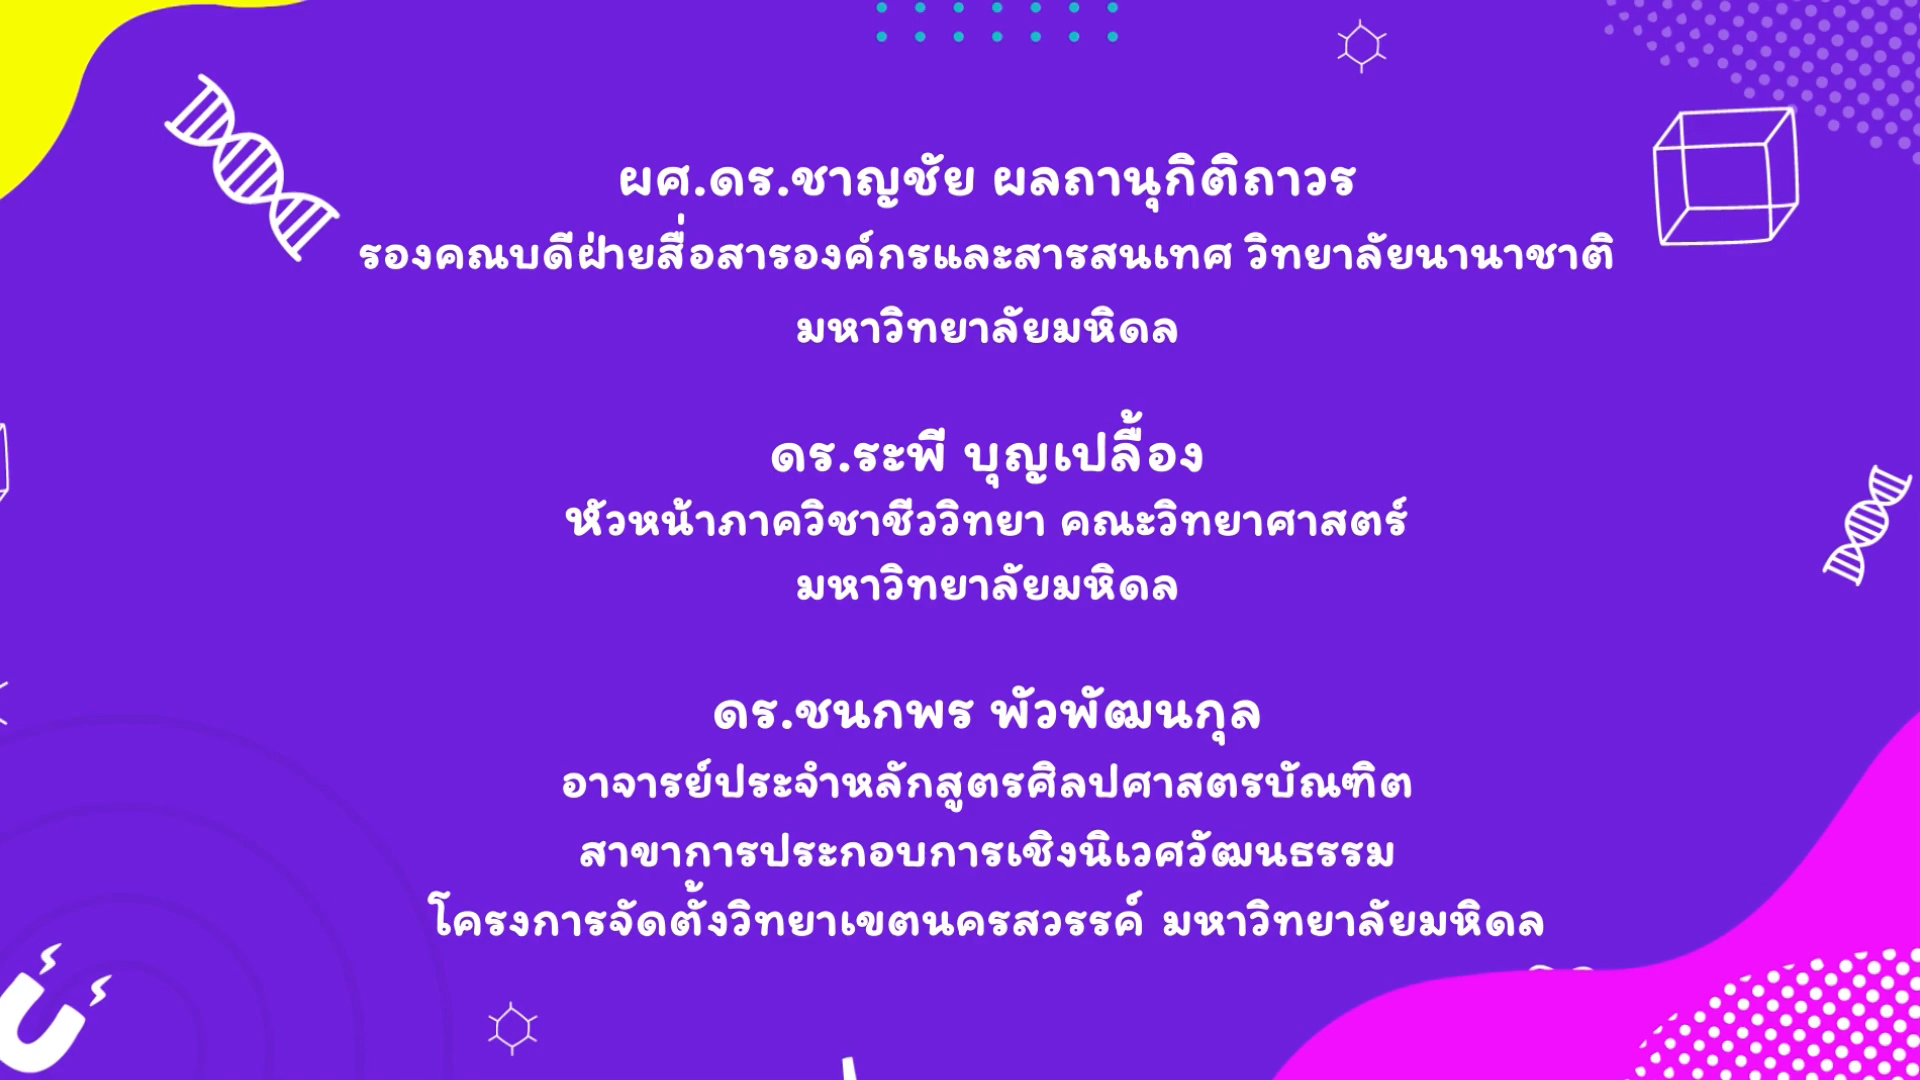 ผศ.ดร.ชาญชัย ผลถานุกิติถาวร
รองคณบดีฝ่ายสื่อสารองค์กรและสารสนเทศ วิทยาลัยนานาชาติ
มหาวิทยาลัยมหิดล
ดร.ระพี บุญเปลื้อง
หัวหน้าภาควิชาชีววิทยา คณะวิทยาศาสตร์
มหาวิทยาลัยมหิดล
ดร.ชนกพร พัวพัฒนกุล
อาจารย์ประจำหลักสูตรศิลปศาสตรบัณฑิต
สาขาการประกอบการเชิงนิเวศวัฒนธรรม
โครงการจัดตั้งวิทยาเขตนครสวรรค์ มหาวิทยาลัยมหิดล